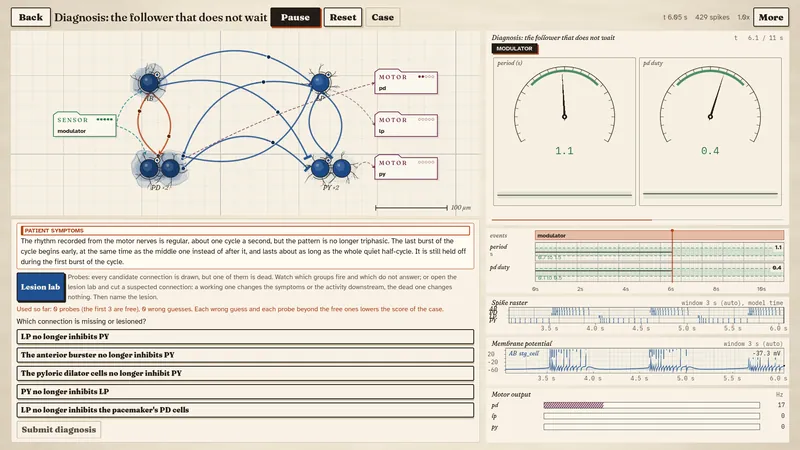 Back
Diagnosis: the follower that does not wait
Pause
Reset
Case
t 6.05 s
429 spikes
1.0x
More
AB
LP
PD ×2
PY ×2
SENSOR
modulator
MOTOR
pd
MOTOR
lp
MOTOR
py
100 µm
PATIENT SYMPTOMS
The rhythm recorded from the motor nerves is regular, about one cycle a second, but the pattern is no longer triphasic. The last burst of the
cycle begins early, at the same time as the middle one instead of after it, and lasts about as long as the whole quiet half-cycle. It is still held off
during the first burst of the cycle.
Lesion lab
Probes: every candidate connection is drawn, but one of them is dead. Watch which groups fire and which do not answer; or open the
lesion lab and cut a suspected connection: a working one changes the symptoms or the activity downstream, the dead one changes
nothing. Then name the lesion.
Used so far: 0 probes (the first 3 are free), 0 wrong guesses. Each wrong guess and each probe beyond the free ones lowers the score of the case.
Which connection is missing or lesioned?
LP no longer inhibits PY
The anterior burster no longer inhibits PY
The pyloric dilator cells no longer inhibit PY
PY no longer inhibits LP
LP no longer inhibits the pacemaker's PD cells
Submit diagnosis
Diagnosis: the follower that does not wait
t 6.1 / 11 s
MODULATOR
period (s)
1.1
pd duty
0.4
events
modulator
period
s
1.1
pd duty
0.4
0s
2s
4s
6s
8s
10s
Spike raster
window 3 s (auto), model time
AB
PD
LP
PY
3.5 s
4.0 s
4.5 s
5.0 s
5.5 s
6.0 s
Membrane potential
window 3 s (auto)
20
-20
-60
AB stg_cell
-37.3 mV
3.5 s
4.0 s
4.5 s
5.0 s
5.5 s
6.0 s
Motor output
Hz
pd
17
lp
0
py
0